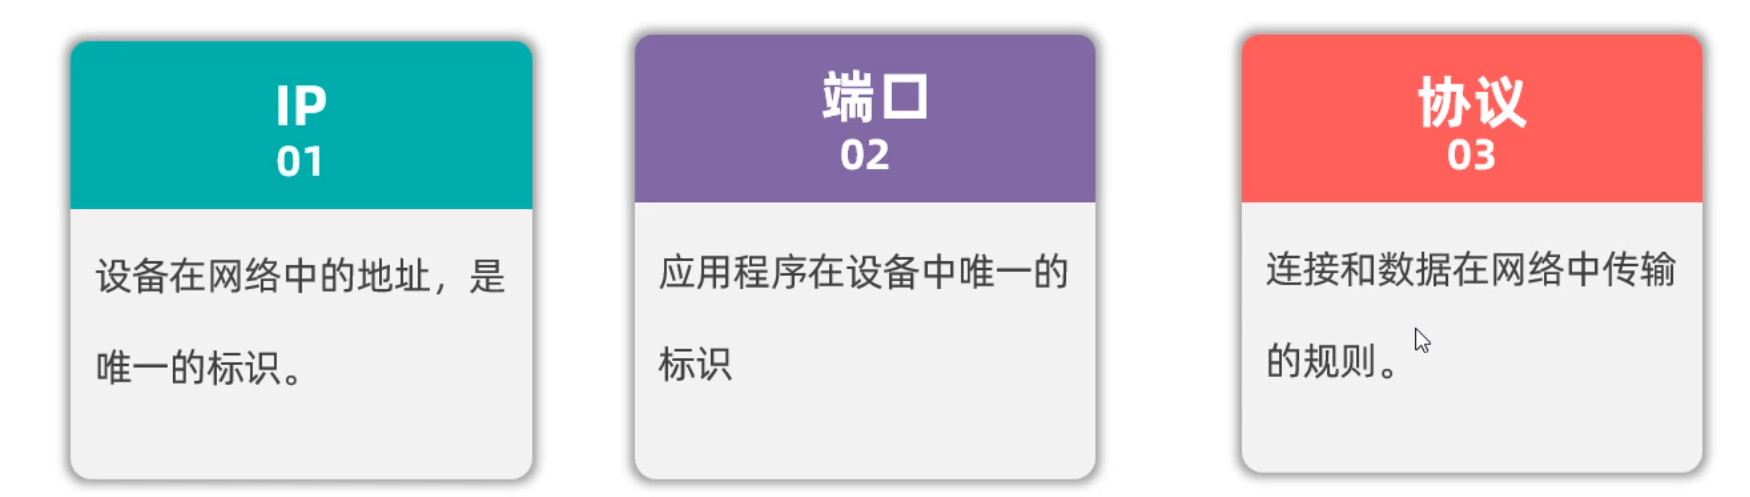 IP
01
设备在网络中的地址，是
唯一的标识。
端口
02
应用程序在设备中唯一的
标识
协议
03
连接和数据在网络中传输
的规则。